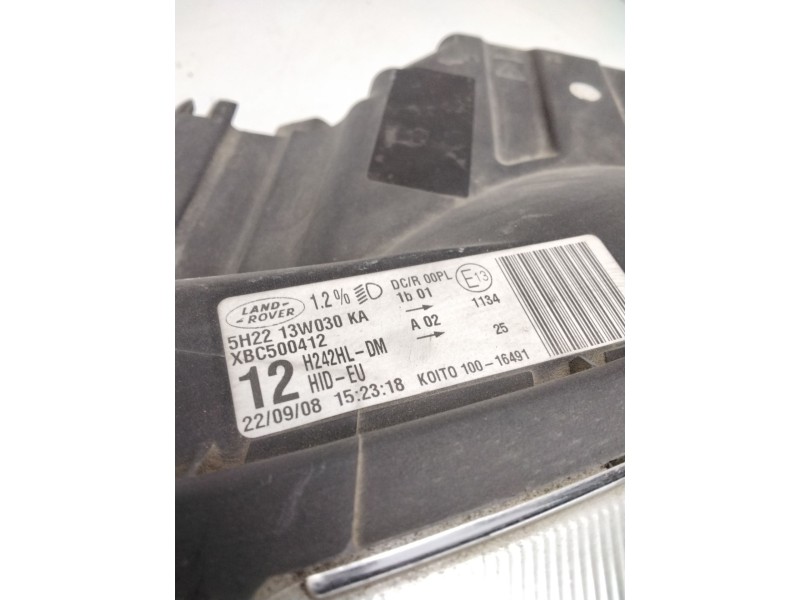 LAND-
ROVER
1.2%
DC/R 00PL
1b 01
E13
5H22 13W030 KA
XBC500412
A 02
1134
25
12
H242HL-DM
HID-EU
22/09/08 15:23:18 KOITO 100-16491